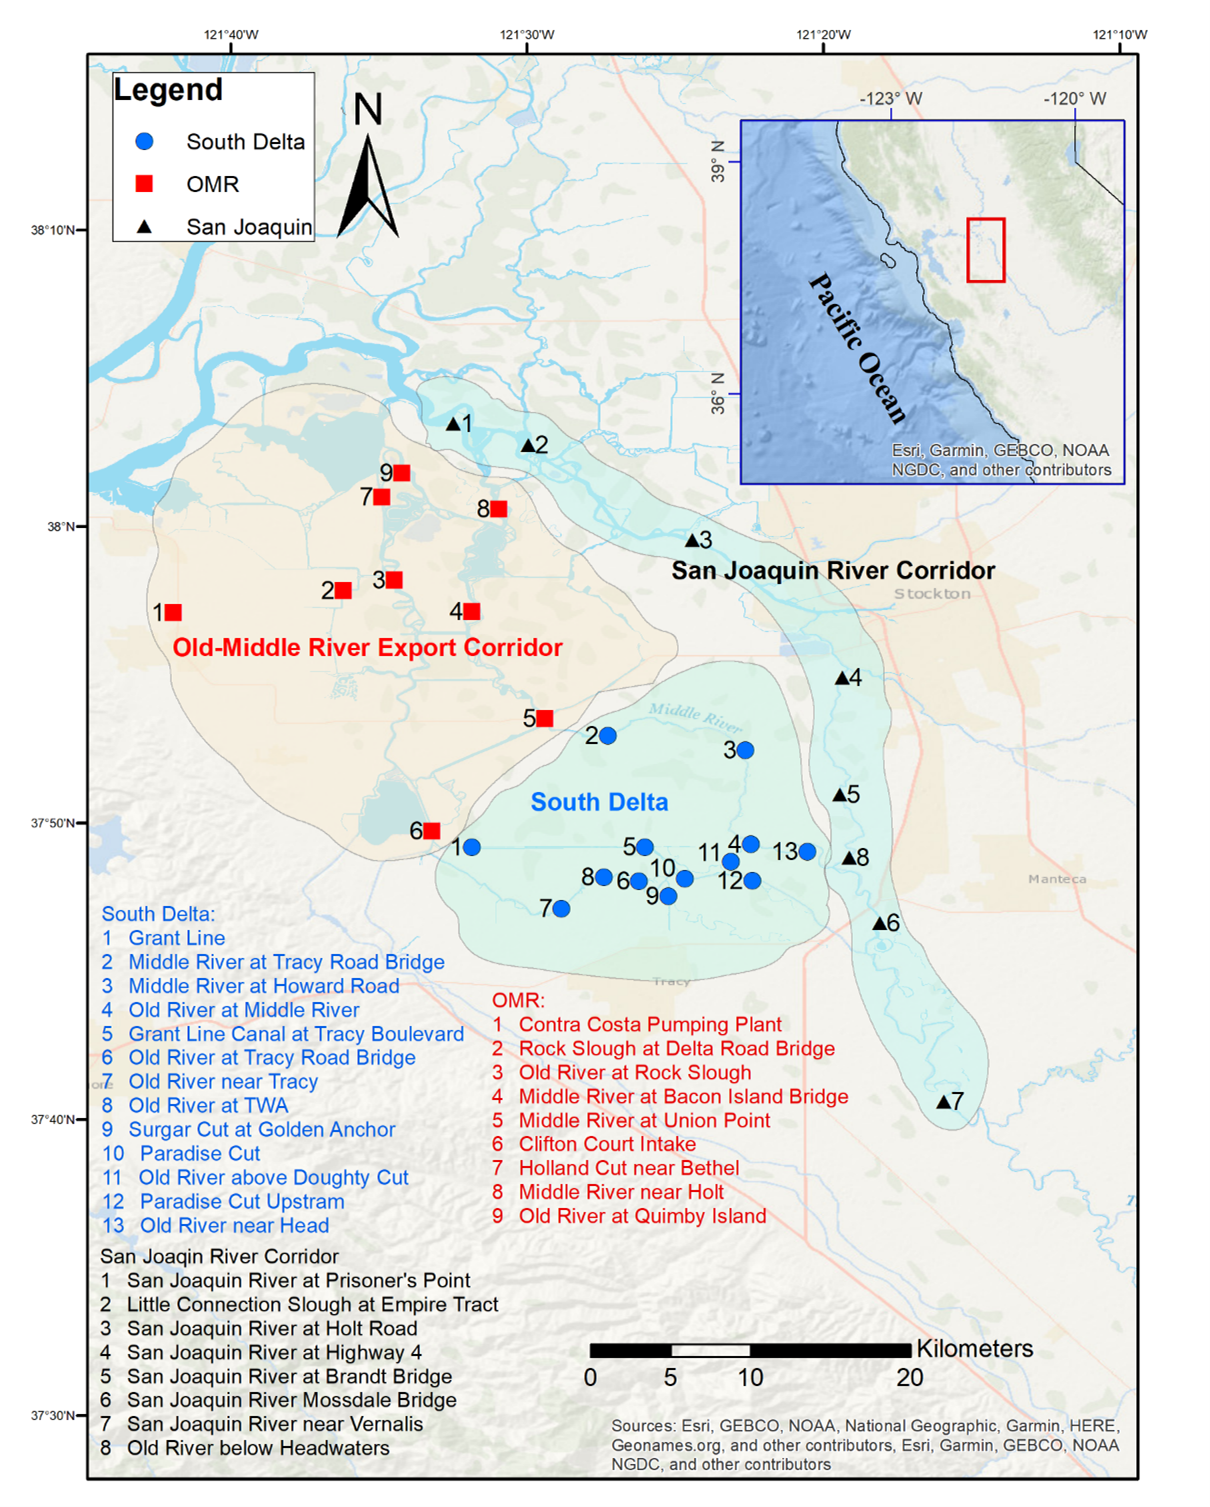 121°40'W 121°30'W 121°20'W 121°10'W
Legend
South Delta
OMR
San Joaquin
N
-123° W -120° W
39° N
36° N
Pacific Ocean
Esri, Garmin, GEBCO, NOAA
NGDC, and other contributors
38°10'N
38°N
37°50'N
37°40'N
37°30'N
1
2
9
7
8
3
San Joaquin River Corridor
Stockton
2
3
1
4
Old-Middle River Export Corridor
4
5
Middle River
2
3
South Delta
5
6
1
5
4
11
13
8
10
8
6
12
9
7
6
Manteca
Tracy
7
South Delta:
1 Grant Line
2 Middle River at Tracy Road Bridge
3 Middle River at Howard Road
4 Old River at Middle River
5 Grant Line Canal at Tracy Boulevard
6 Old River at Tracy Road Bridge
7 Old River near Tracy
8 Old River at TWA
9 Surgar Cut at Golden Anchor
10 Paradise Cut
11 Old River above Doughty Cut
12 Paradise Cut Upstram
13 Old River near Head
OMR:
1 Contra Costa Pumping Plant
2 Rock Slough at Delta Road Bridge
3 Old River at Rock Slough
4 Middle River at Bacon Island Bridge
5 Middle River at Union Point
6 Clifton Court Intake
7 Holland Cut near Bethel
8 Middle River near Holt
9 Old River at Quimby Island
San Joaqin River Corridor
1 San Joaquin River at Prisoner's Point
2 Little Connection Slough at Empire Tract
3 San Joaquin River at Holt Road
4 San Joaquin River at Highway 4
5 San Joaquin River at Brandt Bridge
6 San Joaquin River Mossdale Bridge
7 San Joaquin River near Vernalis
8 Old River below Headwaters
Kilometers
0 5 10 20
Sources: Esri, GEBCO, NOAA, National Geographic, Garmin, HERE,
Geonames.org, and other contributors, Esri, Garmin, GEBCO, NOAA
NGDC, and other contributors